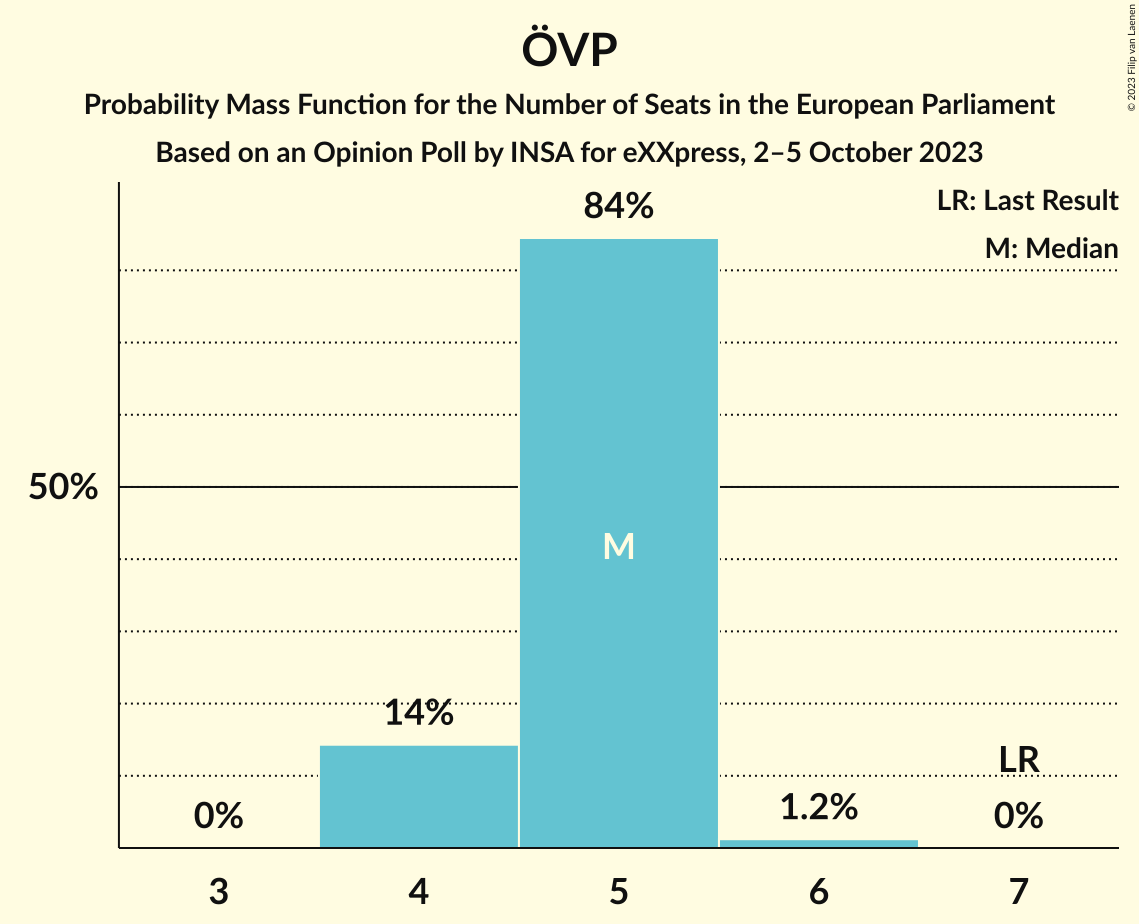 ÖVP
Probability Mass Function for the Number of Seats in the European Parliament
Based on an Opinion Poll by INSA for eXXpress, 2–5 October 2023
© 2023 Filip van Laenen
LR: Last Result
M: Median
84%
50%
M
14%
LR
0%
1.2%
0%
3
4
5
6
7